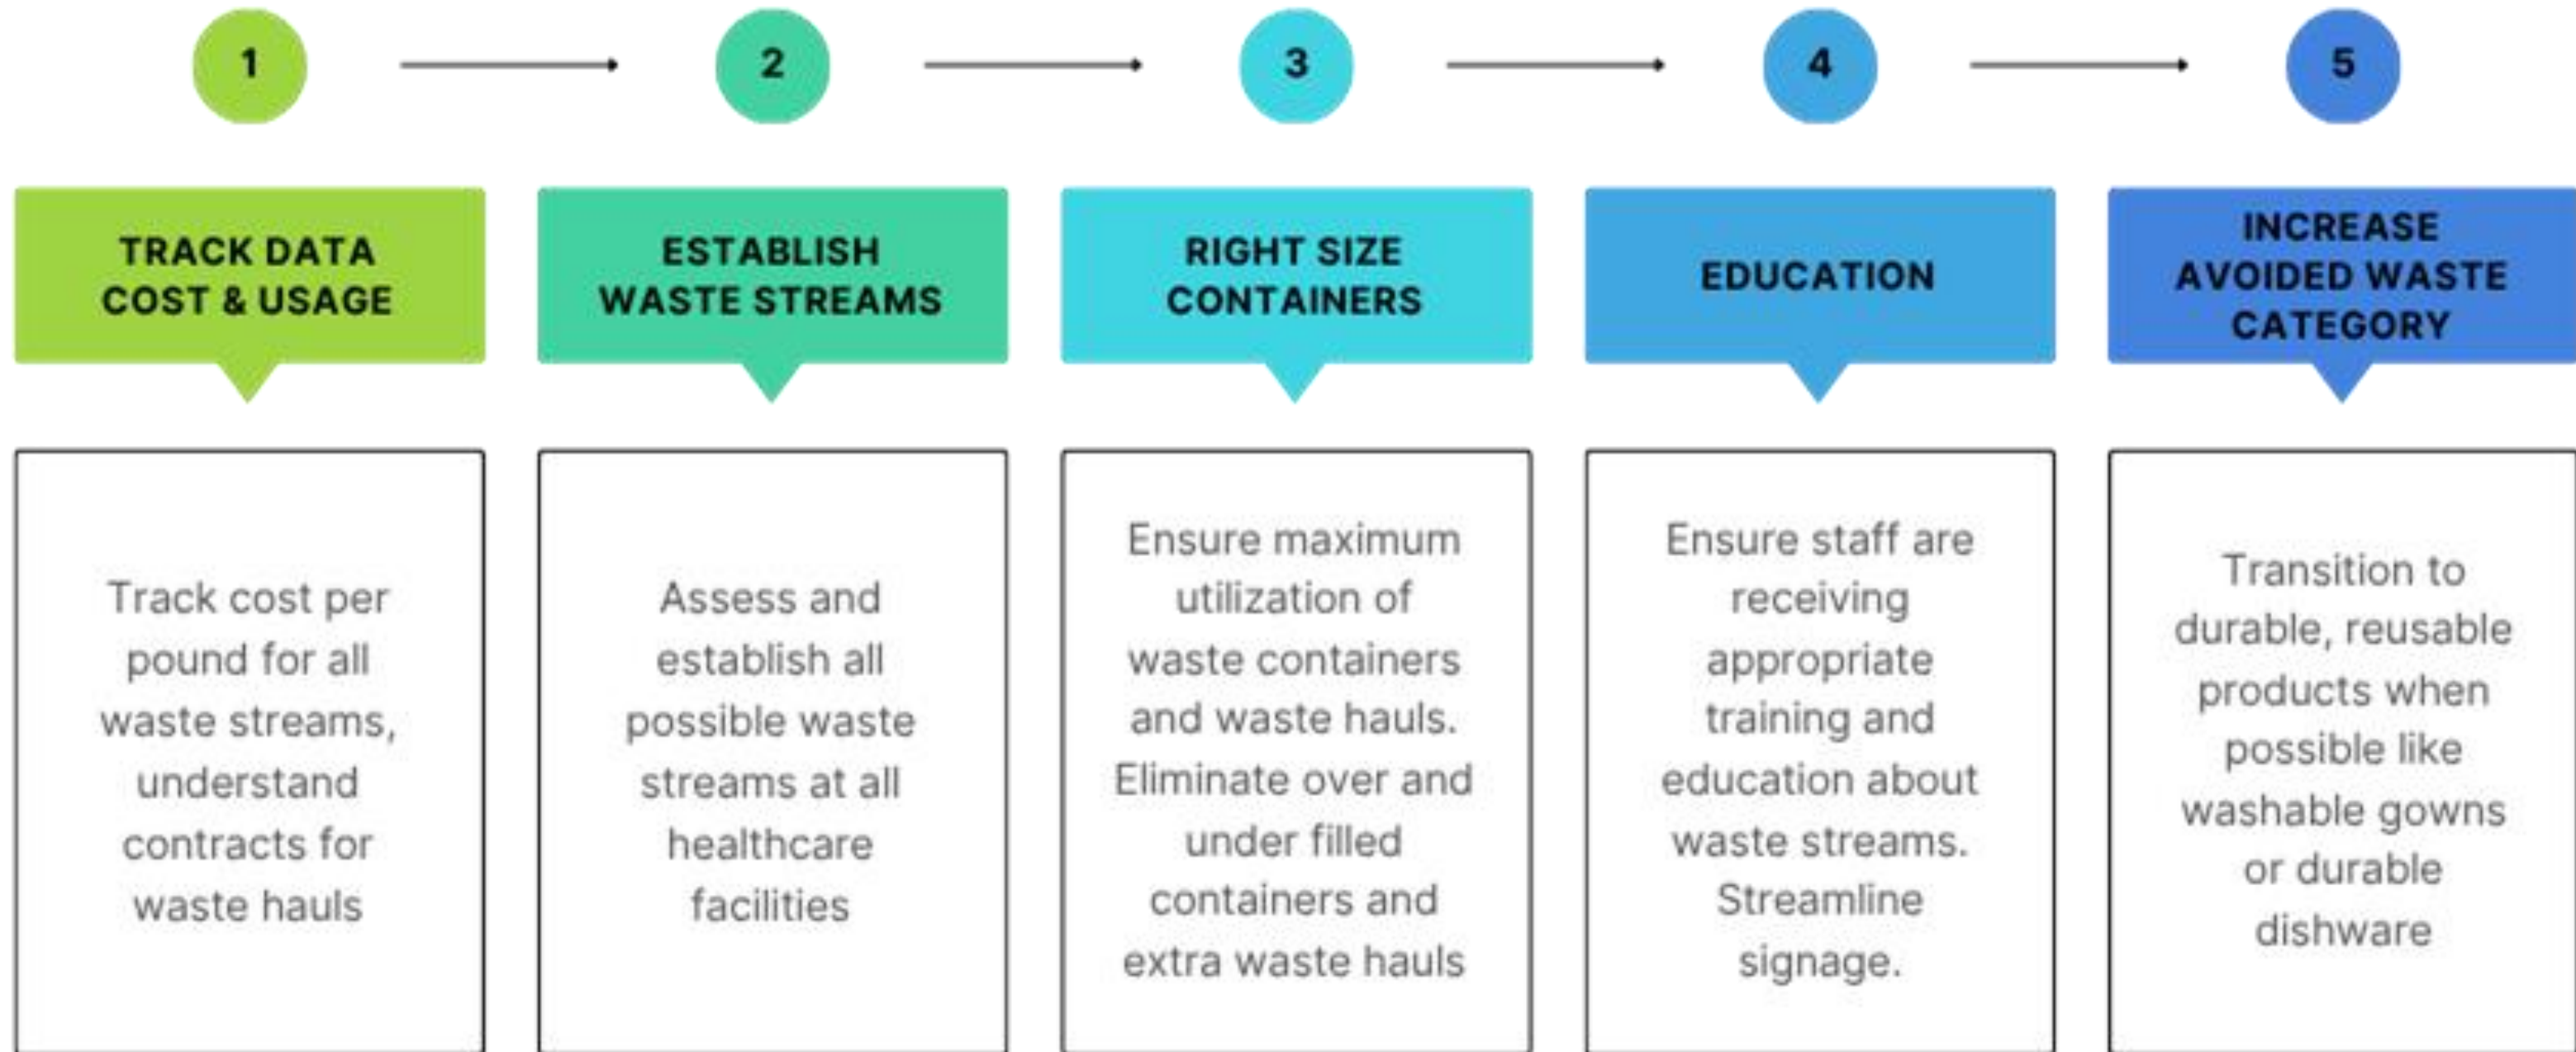 1
2
3
4
5
TRACK DATA
COST & USAGE
ESTABLISH
WASTE STREAMS
RIGHT SIZE
CONTAINERS
EDUCATION
INCREASE
AVOIDED WASTE
CATEGORY
Track cost per
pound for all
waste streams,
understand
contracts for
waste hauls
Assess and
establish all
possible waste
streams at all
healthcare
facilities
Ensure maximum
utilization of
waste containers
and waste hauls.
Eliminate over and
under filled
containers and
extra waste hauls
Ensure staff are
receiving
appropriate
training and
education about
waste streams.
Streamline
signage.
Transition to
durable, reusable
products when
possible like
washable gowns
or durable
dishware